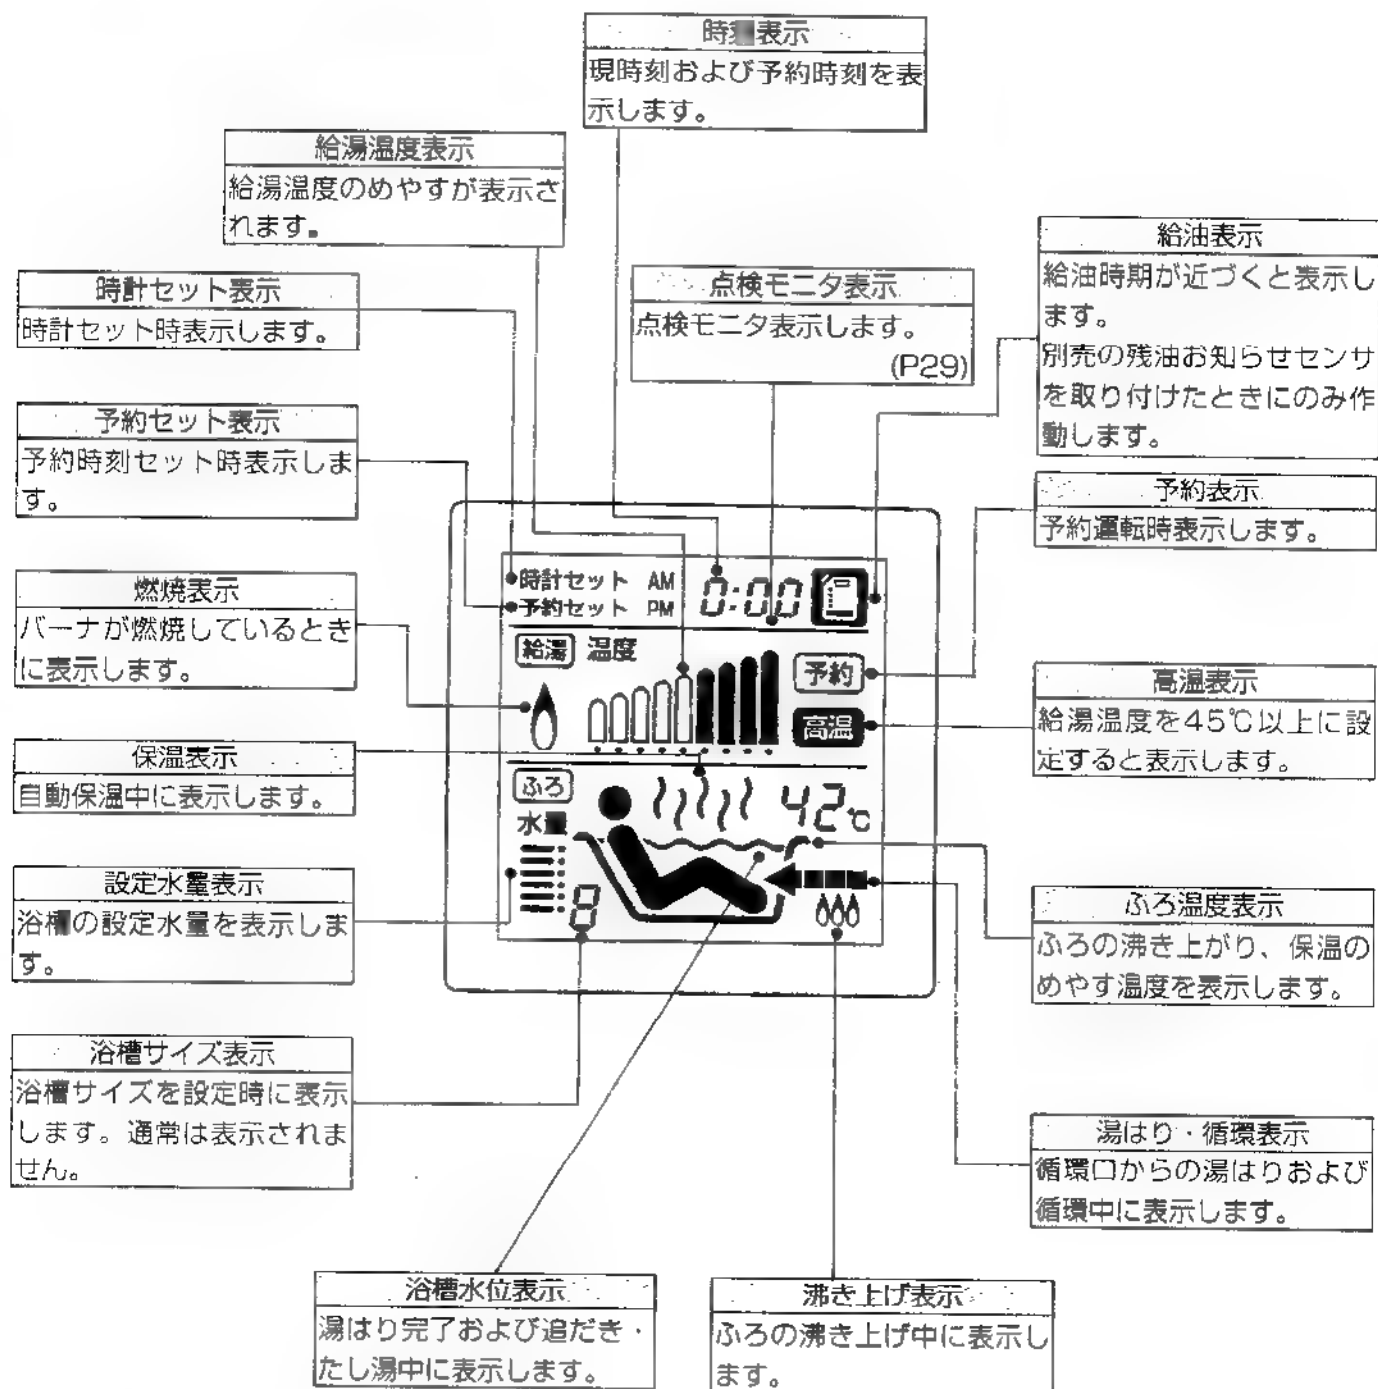 時刻表示
現時刻および予約時刻を表
示します。
給湯温度表示
給湯温度のめやすが表示さ
れます。
時計セット表示
時計セット時表示します。
点検モニタ表示
点検モニタ表示します。
(P29)
給油表示
給油時期が近づくと表示し
ます。
別売の残油お知らせセンサ
を取り付けたときにのみ作
動します。
予約セット表示
予約時刻セット時表示しま
す。
予約表示
予約運転時表示します。
燃焼表示
バーナが燃焼しているとき
に表示します。
高温表示
給湯温度を45℃以上に設
定すると表示します。
保温表示
自動保温中に表示します。
設定水量表示
浴槽の設定水量を表示しま
す。
ふろ温度表示
ふろの沸き上がり、保温の
めやす温度を表示します。
浴槽サイズ表示
浴槽サイズを設定時に表示
します。通常は表示されま
せん。
湯はり・循環表示
循環口からの湯はりおよび
循環中に表示します。
浴槽水位表示
湯はり完了および追だき・
たし湯中に表示します。
沸き上げ表示
ふろの沸き上げ中に表示し
ます。
時計セット AM 0:00
予約セット PM
給湯 温度
予約
高温
ふろ
42℃
水量
8